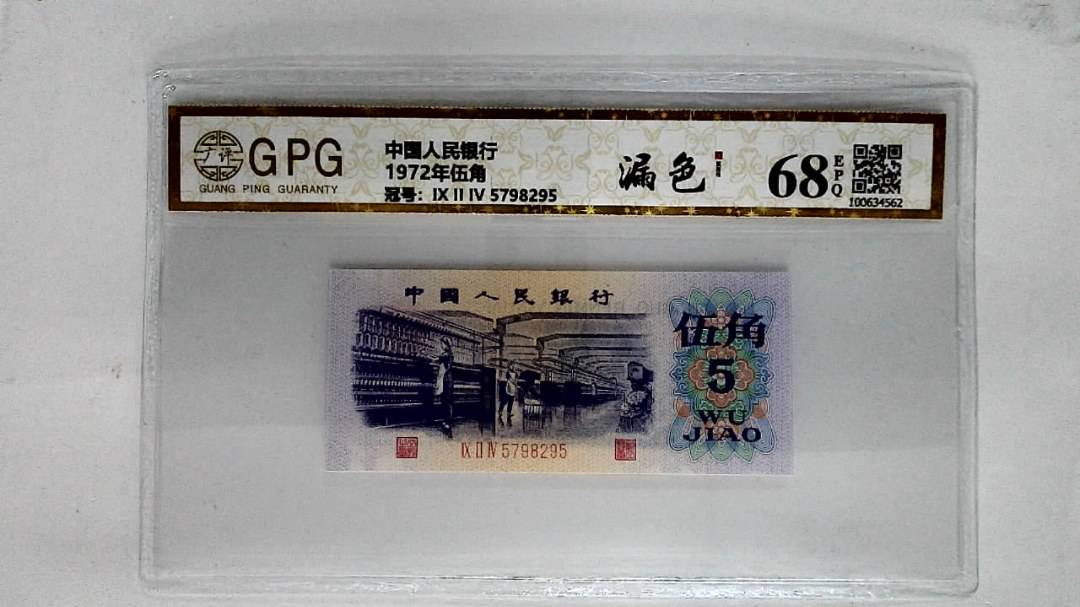 广评
GPG
GUANG PING GUARANTY
中国人民银行
1972年伍角
冠号: IX II IV 5798295
漏色
68
EPQ
100634562
中國人民銀行
伍角
5
WU
JIAO
IX II IV 5798295